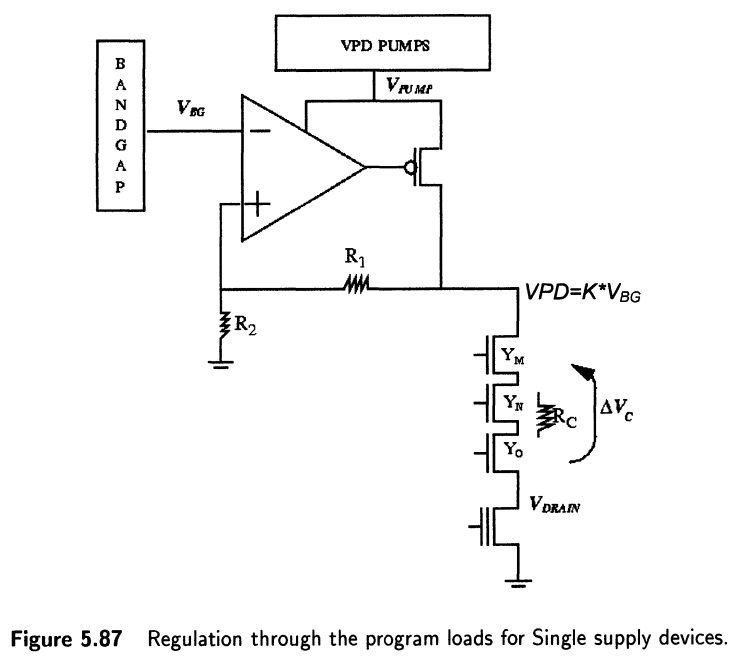 VPD PUMPS
BANDGAP
V_PUMP
V_BG
−
+
R_1
R_2
VPD=K*V_BG
Y_M
Y_N
R_C
ΔV_C
Y_O
V_DRAIN
Figure 5.87 Regulation through the program loads for Single supply devices.